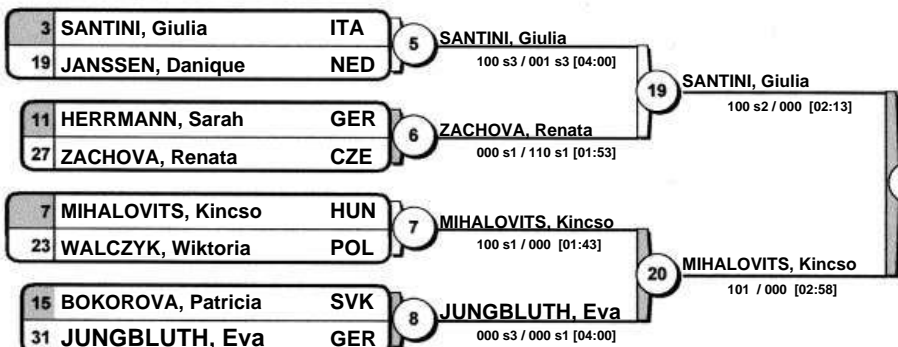 3 SANTINI, Giulia ITA
19 JANSSEN, Danique NED
5
SANTINI, Giulia
100 s3 / 001 s3 [04:00]
11 HERRMANN, Sarah GER
27 ZACHOVA, Renata CZE
6
ZACHOVA, Renata
000 s1 / 110 s1 [01:53]
19
SANTINI, Giulia
100 s2 / 000 [02:13]
7 MIHALOVITS, Kincso HUN
23 WALCZYK, Wiktoria POL
7
MIHALOVITS, Kincso
100 s1 / 000 [01:43]
15 BOKOROVA, Patricia SVK
31 JUNGBLUTH, Eva GER
8
JUNGBLUTH, Eva
000 s3 / 000 s1 [04:00]
20
MIHALOVITS, Kincso
101 / 000 [02:58]